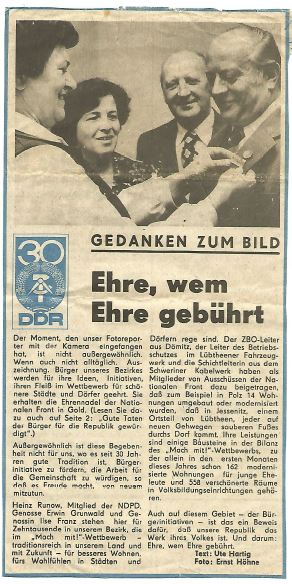 GEDANKEN ZUM BILD
30
DDR
Ehre, wem
Ehre gebührt
Der Moment, den unser Fotorepor-
ter mit der Kamera eingefangen
hat, ist nicht außergewöhnlich.
Wenn auch nicht alltäglich. Aus-
zeichnung. Bürger unseres Bezirkes
werden für ihre Ideen, Initiativen,
ihren Fleiß im Wettbewerb für schö-
nere Städte und Dörfer geehrt. Sie
erhalten die Ehrennadel der Natio-
nalen Front in Gold. (Lesen Sie da-
zu auch auf Seite 2: „Gute Taten
der Bürger für die Republik gewür-
digt“.)
Außergewöhnlich ist diese Begeben-
heit nicht für uns, wo es seit 30 Jah-
ren gute Tradition ist, Bürger-
initiative zu fördern, die Arbeit für
die Gemeinschaft zu würdigen, so
daß es Freude macht, von neuem
mitzutun.
Heinz Runow, Mitglied der NDPD,
Genosse Erwin Grunwald und Ge-
nossin Ilse Franz stehen hier für
Zehntausende in unserem Bezirk, die
im „Mach mit!“-Wettbewerb –
traditionsreich in unserem Land und
mit Zukunft – für besseres Wohnen,
fürs Wohlfühlen in Städten und
Dörfern rege sind. Der ZBO-Leiter
aus Dömitz, der Leiter des Betriebs-
schutzes im Lübtheener Fahrzeug-
werk und die Schichtleiterin aus dem
Schweriner Kabelwerk haben als
Mitglieder von Ausschüssen der Na-
tionalen Front dazu beigetragen,
daß zum Beispiel in Polz 14 Woh-
nungen umgebaut oder modernisiert
wurden, daß in Jessenitz, einem
Ortsteil von Lübtheen, jeder auf
neuen Gehwegen sauberen Fußes
durchs Dorf kommt. Ihre Leistungen
sind einige Bausteine in der Bilanz
des „Mach mit!“-Wettbewerbs, zu
der allein in den ersten Monaten
dieses Jahres schon 162 moderni-
sierte Wohnungen für junge Ehe-
leute und 558 verschönte Räume
in Volksbildungseinrichtungen gehö-
ren.
Auch auf diesem Gebiet – der Bür-
gerinitiativen – ist das ein Beweis
dafür, daß unsere Republik das
Werk ihres Volkes ist. Und darum:
Ehre, wem Ehre gebührt.
Text: Ute Hartig
Foto: Ernst Höhne